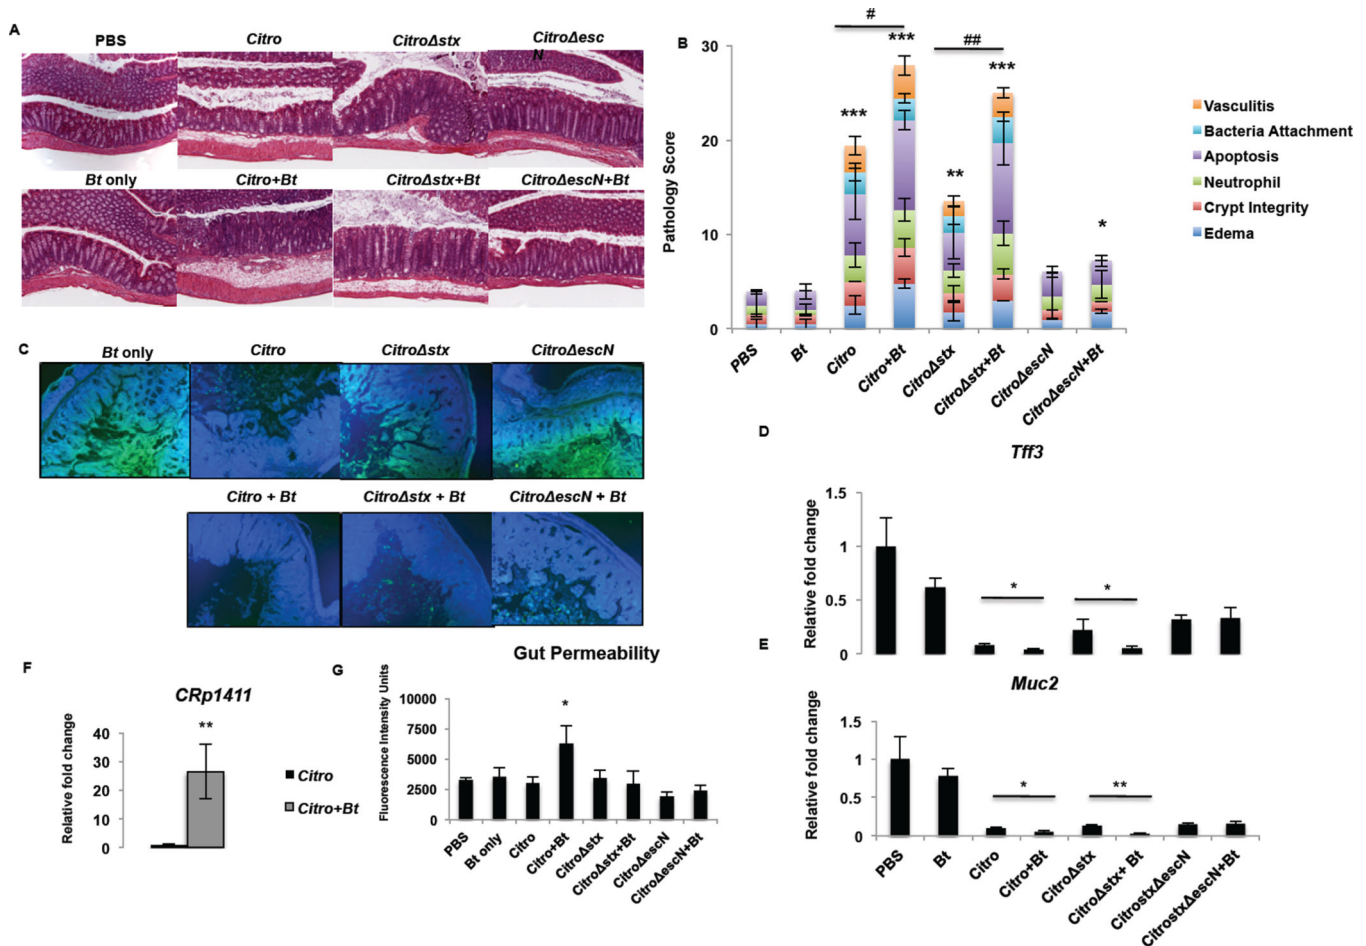 A
PBS
Citro
CitroΔstx
CitroΔesc
N
Bt only
Citro+Bt
CitroΔstx+Bt
CitroΔescN+Bt
B
#
***
##
***
***
**
*
30
20
10
0
Pathology Score
PBS
Bt
Citro
Citro+Bt
CitroΔstx
CitroΔstx+Bt
CitroΔescN
CitroΔescN+Bt
Vasculitis
Bacteria Attachment
Apoptosis
Neutrophil
Crypt Integrity
Edema
C
Bt only
Citro
CitroΔstx
CitroΔescN
Citro + Bt
CitroΔstx + Bt
CitroΔescN + Bt
D
Tff3
Relative fold change
1.5
1
0.5
0
*
*
E
Muc2
Relative fold change
1.5
1
0.5
0
*
**
PBS
Bt
Citro
Citro+Bt
CitroΔstx
CitroΔstx+ Bt
CitrostxΔescN
CitrostxΔescN+Bt
F
CRp1411
Relative fold change
40
30
20
10
0
**
Citro
Citro+Bt
G
Gut Permeability
Fluorescence Intensity Units
10000
7500
5000
2500
0
*
PBS
Bt only
Citro
Citro+Bt
CitroΔstx
CitroΔstx+Bt
CitroΔescN
CitroΔescN+Bt